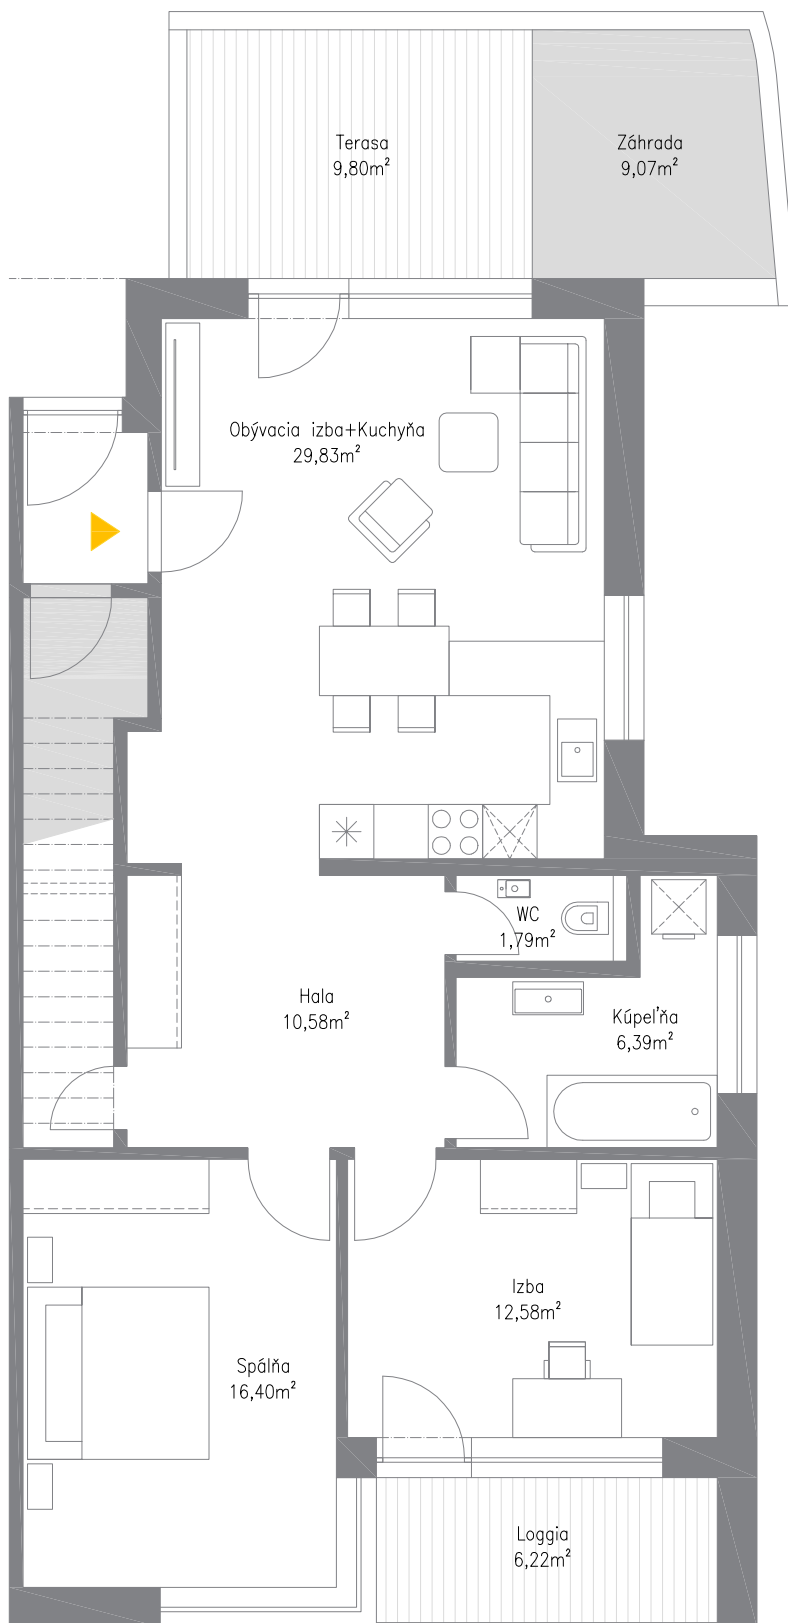 Terasa
9,80m²
Záhrada
9,07m²
Obývacia izba+Kuchyňa
29,83m²
WC
1,79m²
Hala
10,58m²
Kúpeľňa
6,39m²
Izba
12,58m²
Spálňa
16,40m²
Loggia
6,22m²